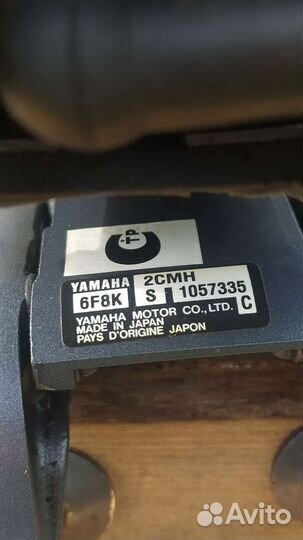 TP
YAMAHA 2CMH
6F8K S 1057335 C
YAMAHA MOTOR CO., LTD.
MADE IN JAPAN
PAYS D'ORIGINE JAPON
Avito